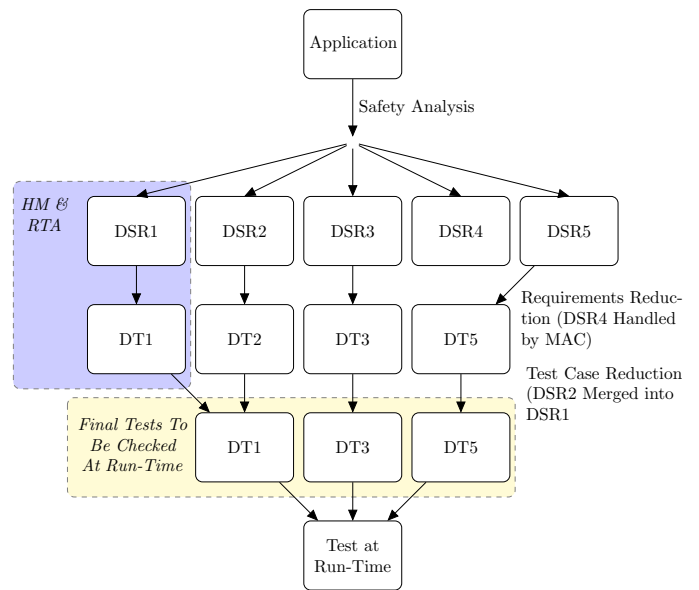 Application
Safety Analysis
HM &
RTA
DSR1
DSR2
DSR3
DSR4
DSR5
DT1
DT2
DT3
DT5
Requirements Reduc-
tion (DSR4 Handled
by MAC)
Test Case Reduction
(DSR2 Merged into
DSR1
Final Tests To
Be Checked
At Run-Time
DT1
DT3
DT5
Test at
Run-Time